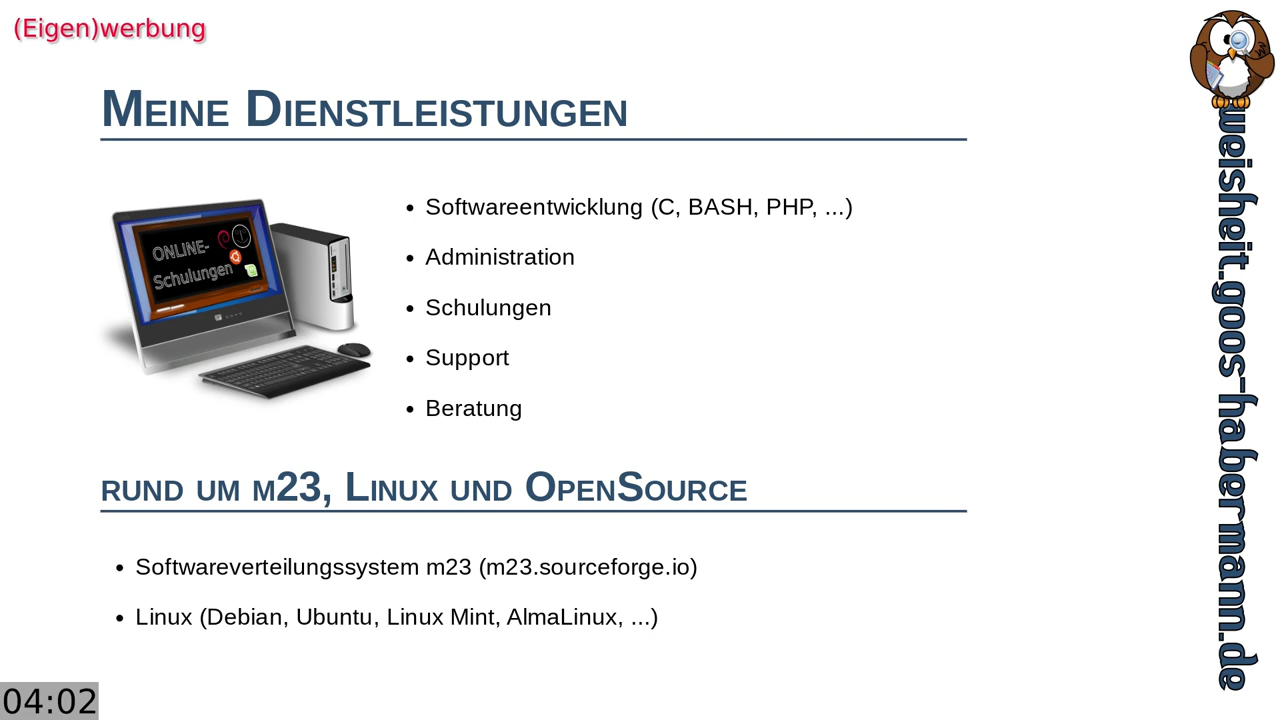 (Eigen)werbung
Meine Dienstleistungen
ONLINE-
Schulungen
Softwareentwicklung (C, BASH, PHP, ...)
Administration
Schulungen
Support
Beratung
rund um m23, Linux und OpenSource
Softwareverteilungssystem m23 (m23.sourceforge.io)
Linux (Debian, Ubuntu, Linux Mint, AlmaLinux, ...)
weisheit.goos-habermann.de
04:02